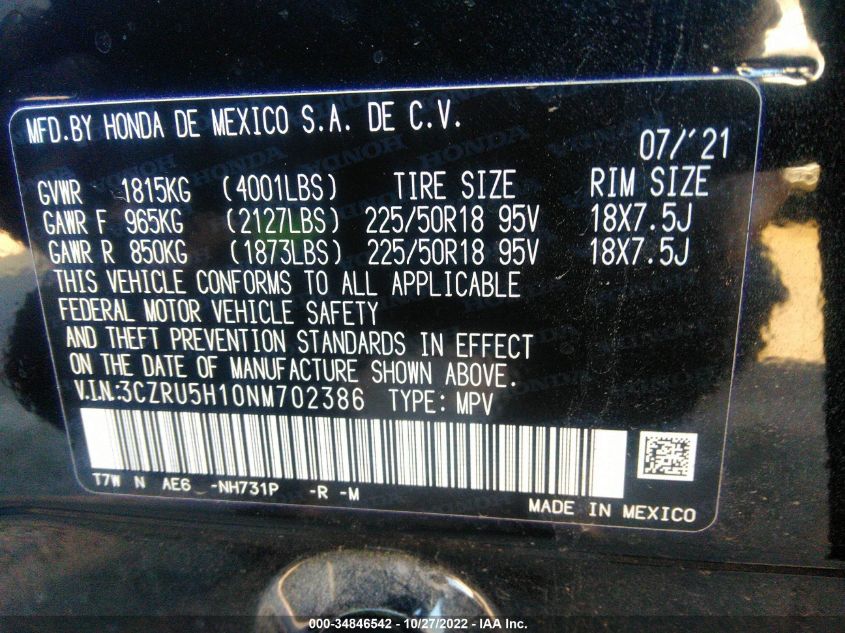 MFD.BY HONDA DE MEXICO S.A. DE C.V.
07/'21
GVWR 1815KG (4001LBS) TIRE SIZE RIM SIZE
GAWR F 965KG (2127LBS) 225/50R18 95V 18X7.5J
GAWR R 850KG (1873LBS) 225/50R18 95V 18X7.5J
THIS VEHICLE CONFORMS TO ALL APPLICABLE
FEDERAL MOTOR VEHICLE SAFETY
AND THEFT PREVENTION STANDARDS IN EFFECT
ON THE DATE OF MANUFACTURE SHOWN ABOVE.
V.I.N:3CZRU5H10NM702386 TYPE: MPV
T7W N AE6 -NH731P -R -M
MADE IN MEXICO
000-34846542 - 10/27/2022 - IAA Inc.